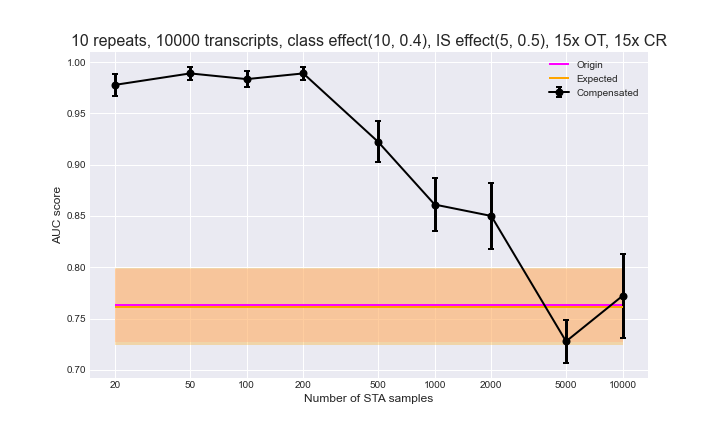 10 repeats, 10000 transcripts, class effect(10, 0.4), IS effect(5, 0.5), 15x OT, 15x CR
1.00
0.95
0.90
0.85
0.80
0.75
0.70
AUC score
Origin
Expected
Compensated
20 50 100 200 500 1000 2000 5000 10000
Number of STA samples